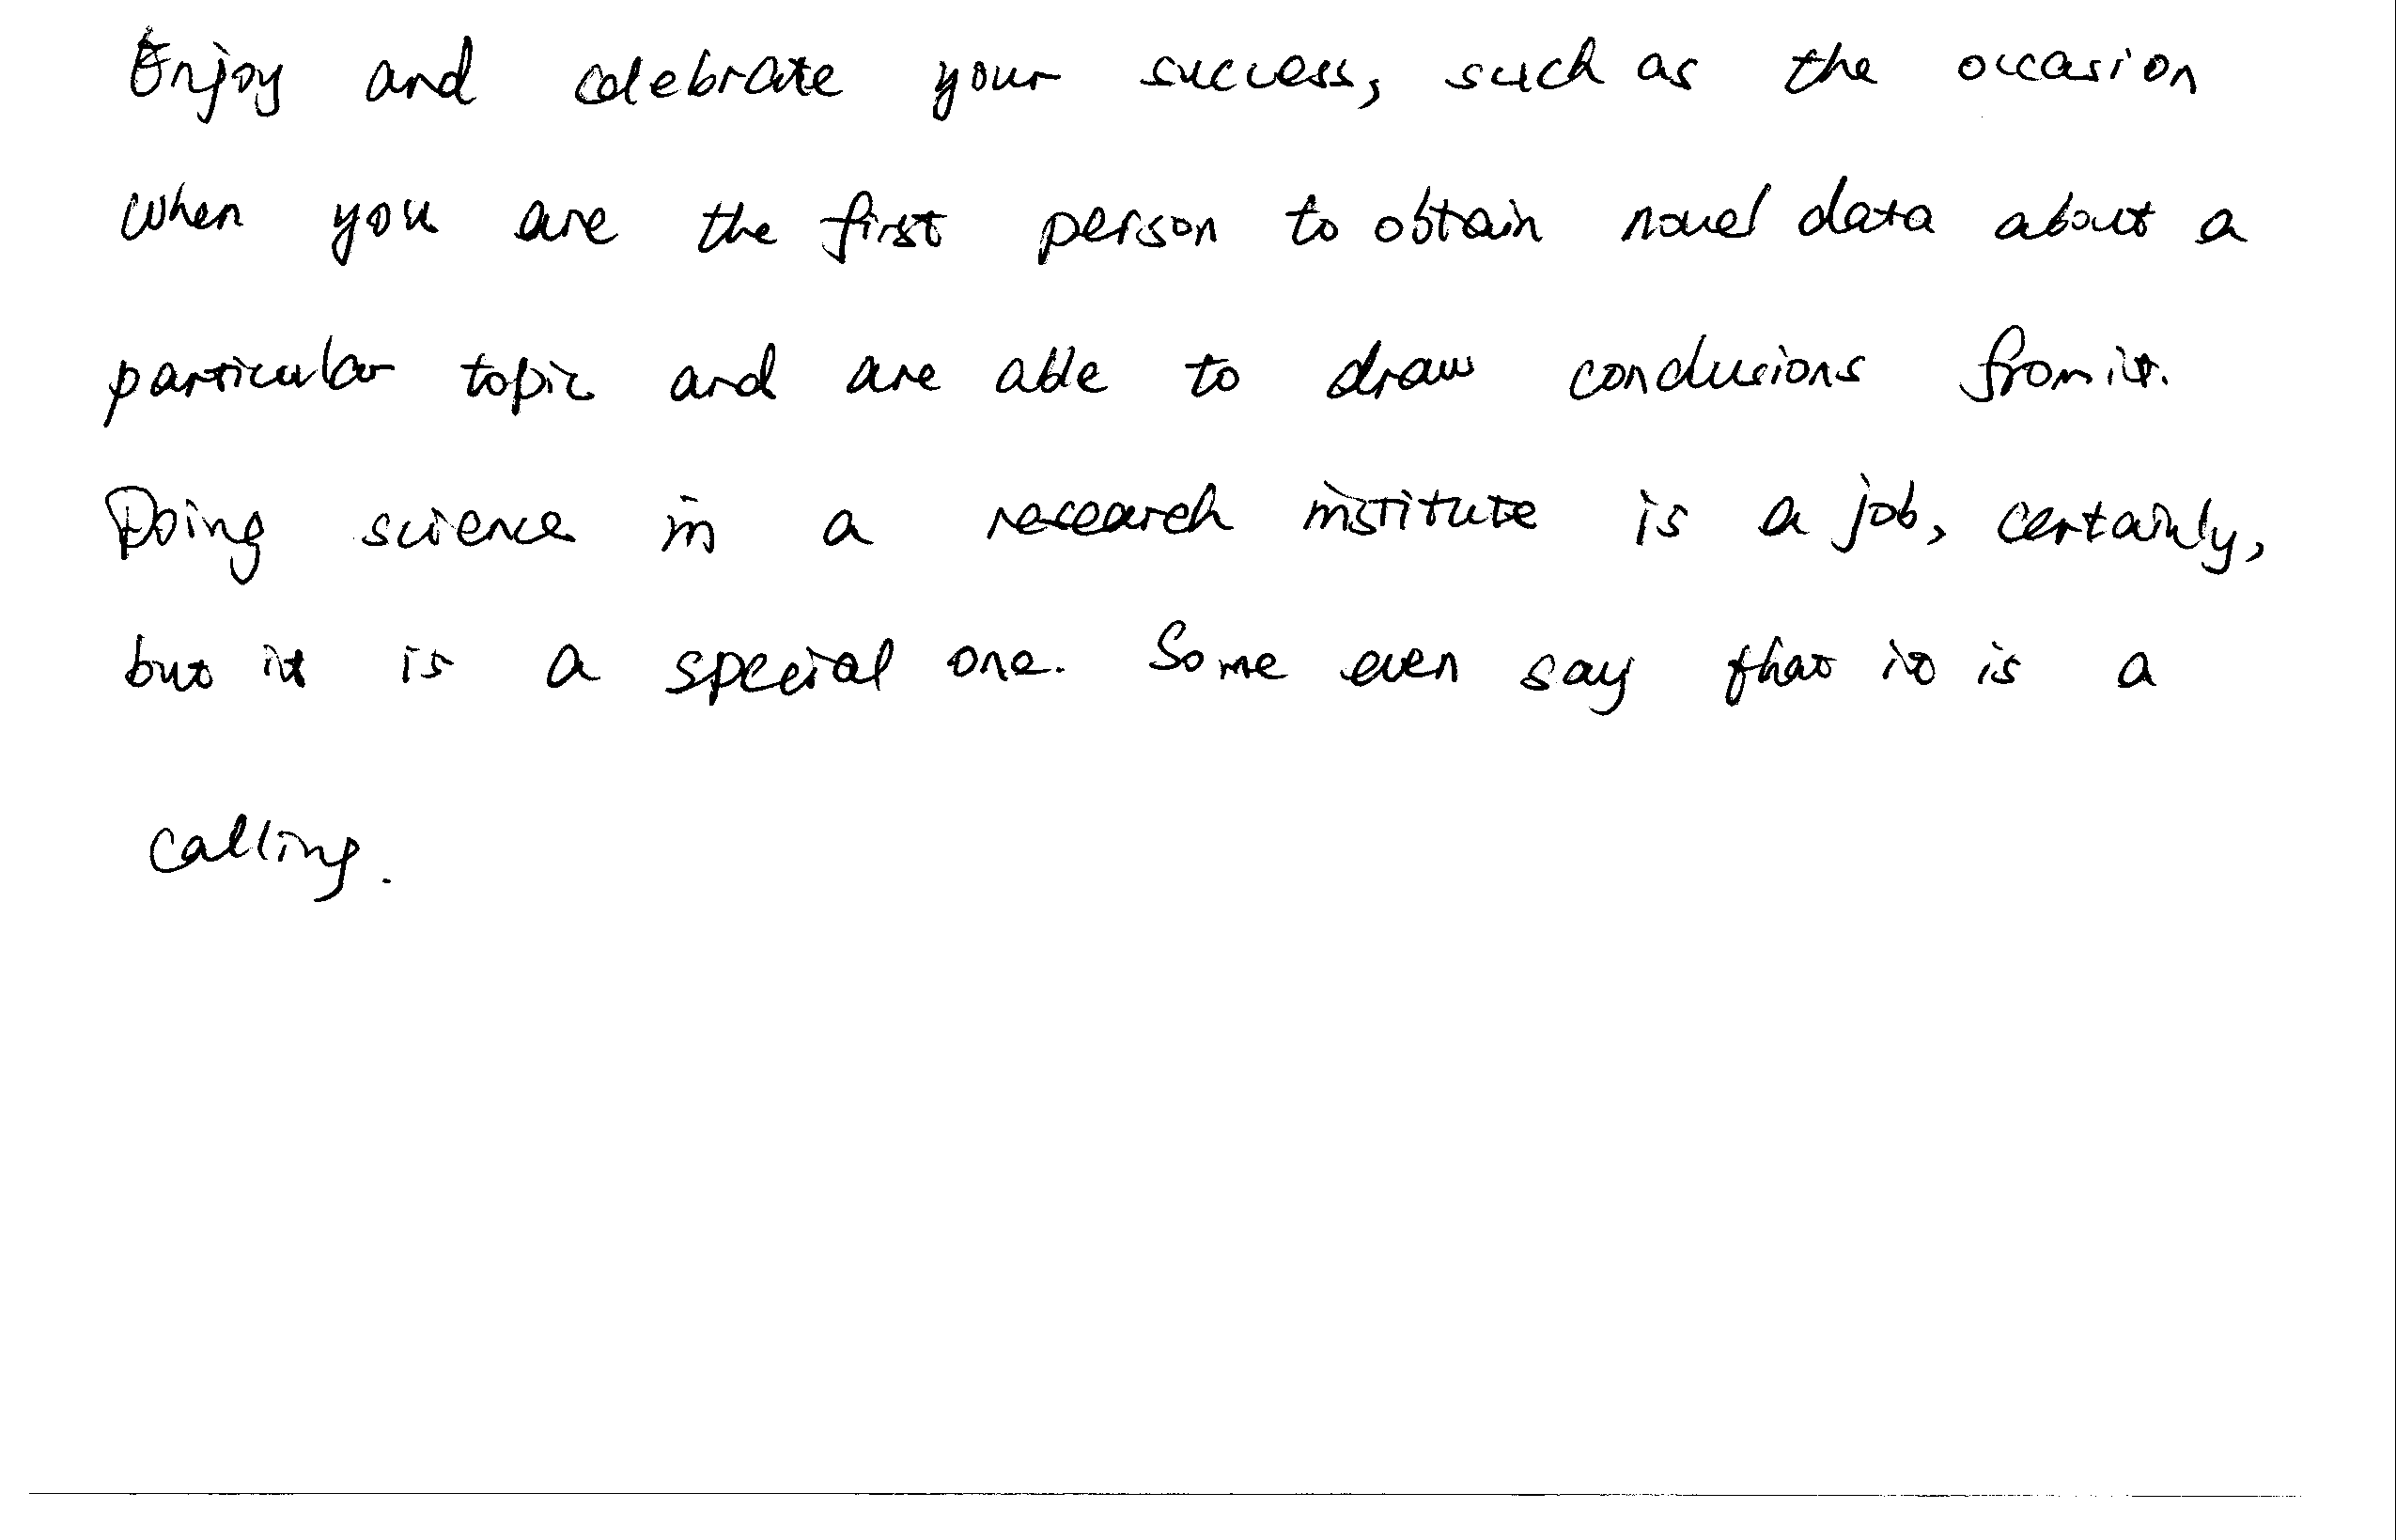 Enjoy and celebrate your success, such as the occasion
when you are the first person to obtain novel data about a
particular topic and are able to draw conclusions from it.
Doing science in a research institute is a job, certainly,
but it is a special one. Some even say that it is a
calling.